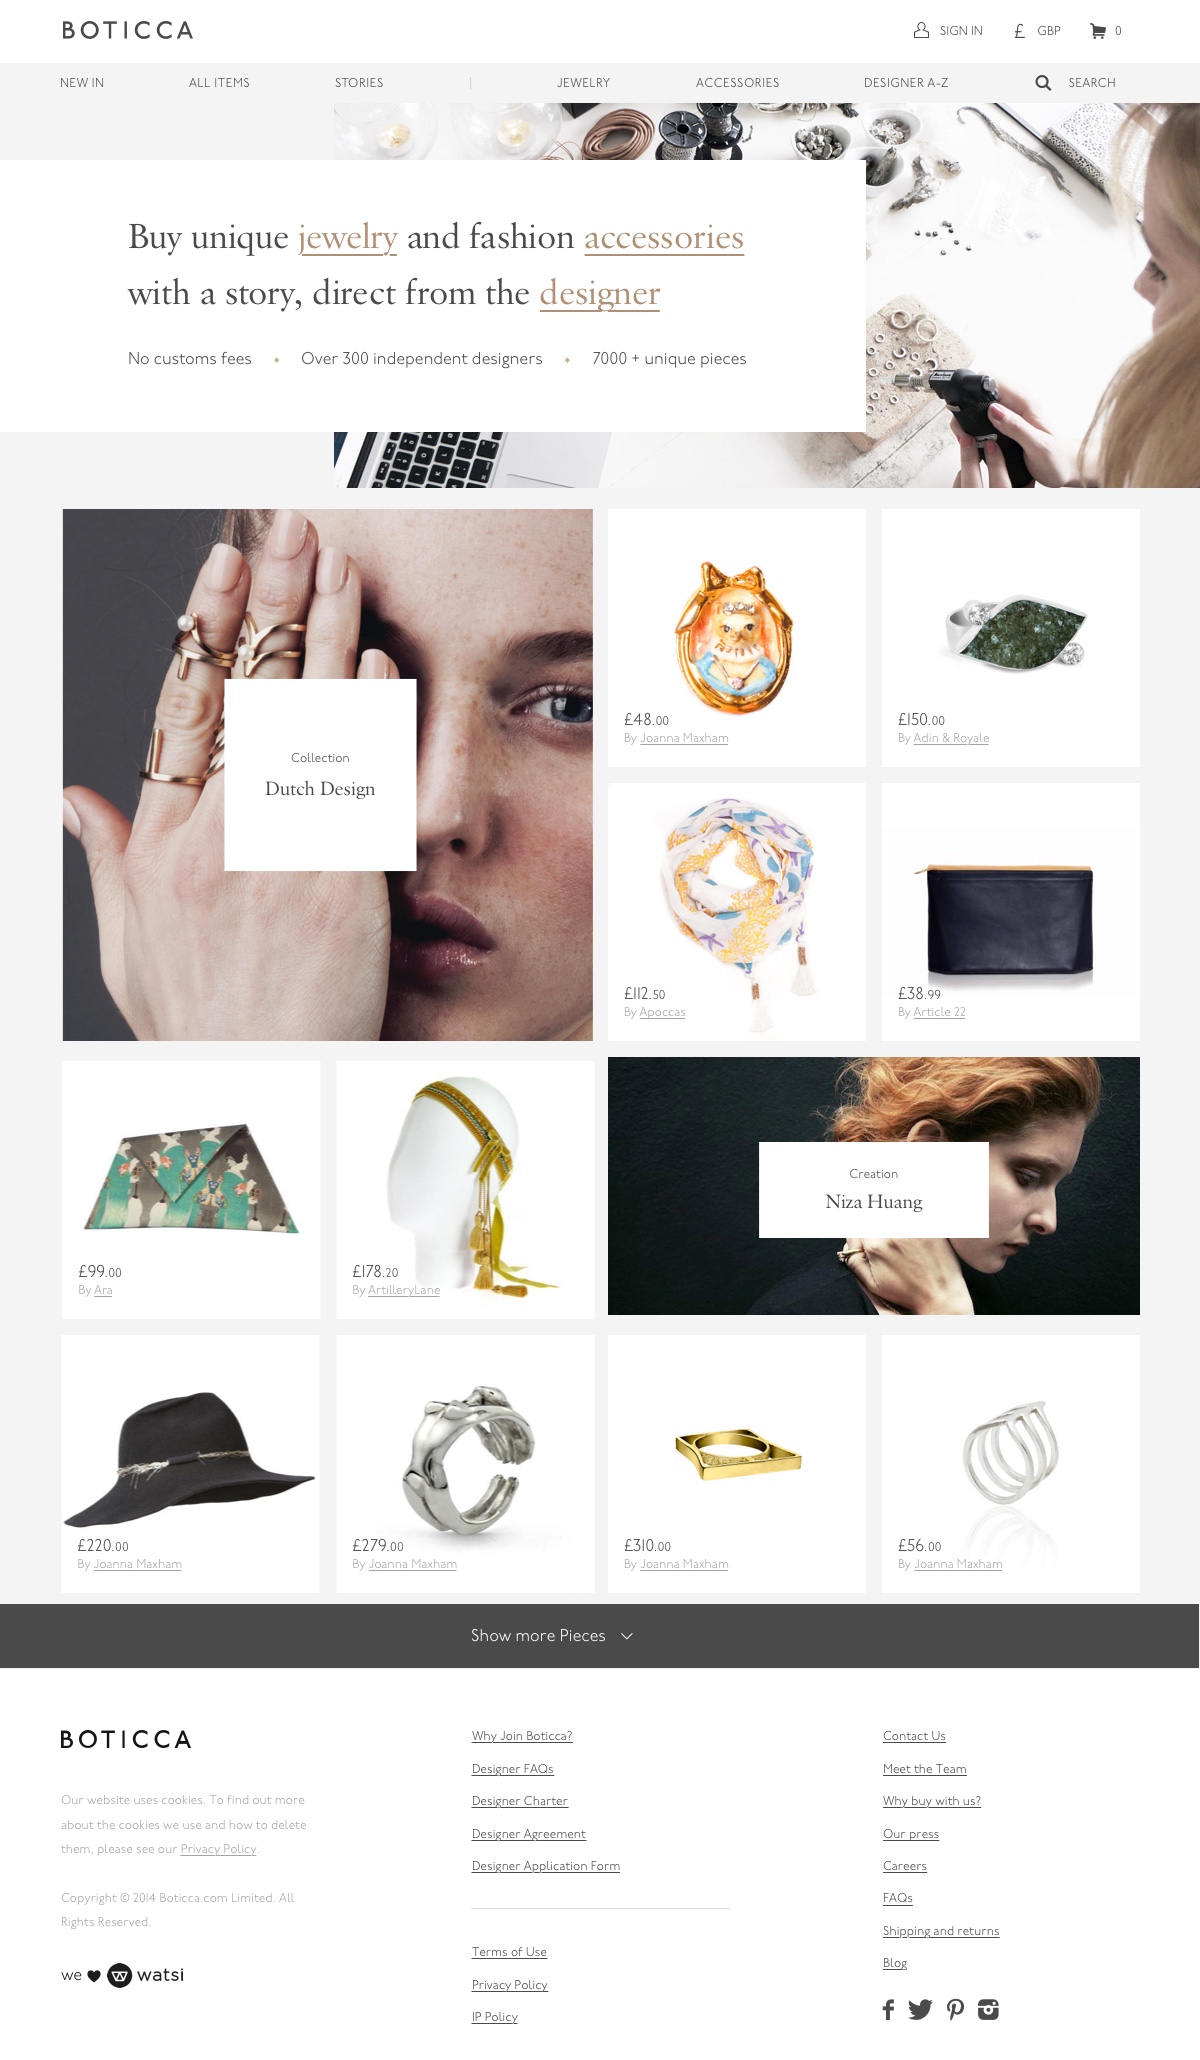 BOTICCA
SIGN IN £ GBP 0
NEW IN ALL ITEMS STORIES | JEWELRY ACCESSORIES DESIGNER A-Z SEARCH
Buy unique jewelry and fashion accessories
with a story, direct from the designer
No customs fees • Over 300 independent designers • 7000 + unique pieces
Collection
Dutch Design
£48.00
By Joanna Maxham
£150.00
By Adin & Royale
£112.50
By Apoccas
£38.99
By Article 22
£99.00
By Ara
£178.20
By ArtilleryLane
Creation
Niza Huang
£220.00
By Joanna Maxham
£279.00
By Joanna Maxham
£310.00
By Joanna Maxham
£56.00
By Joanna Maxham
Show more Pieces
BOTICCA
Our website uses cookies. To find out more
about the cookies we use and how to delete
them, please see our Privacy Policy.
Copyright © 2014 Boticca.com Limited. All
Rights Reserved.
we watsi
Why Join Boticca?
Designer FAQs
Designer Charter
Designer Agreement
Designer Application Form
Terms of Use
Privacy Policy
IP Policy
Contact Us
Meet the Team
Why buy with us?
Our press
Careers
FAQs
Shipping and returns
Blog